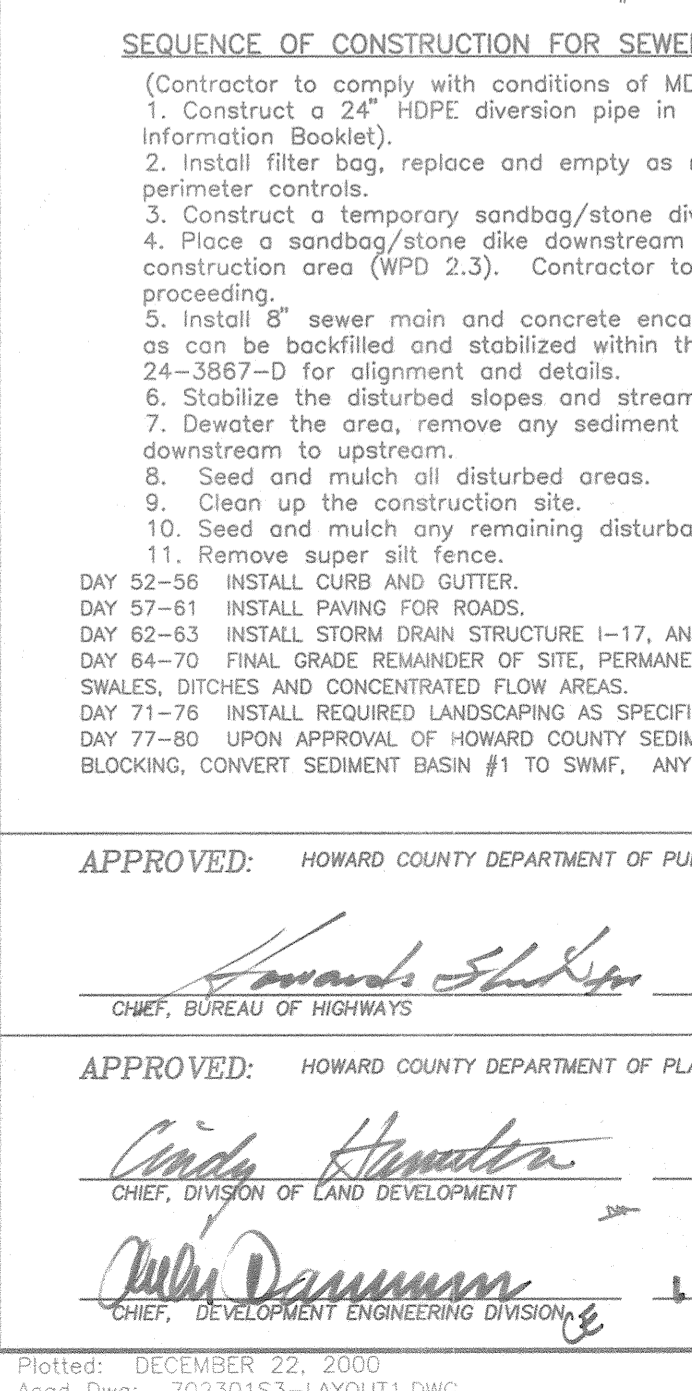 SEQUENCE OF CONSTRUCTION FOR SEWER
(Contractor to comply with conditions of MD
1. Construct a 24" HDPE diversion pipe in
Information Booklet).
2. Install filter bag, replace and empty as
perimeter controls.
3. Construct a temporary sandbag/stone div
4. Place a sandbag/stone dike downstream
construction area (WPD 2.3). Contractor to
proceeding.
5. Install 8" sewer main and concrete enca
as can be backfilled and stabilized within th
24-3867-D for alignment and details.
6. Stabilize the disturbed slopes and stream
7. Dewater the area, remove any sediment
downstream to upstream.
8. Seed and mulch all disturbed areas.
9. Clean up the construction site.
10. Seed and mulch any remaining disturba
11. Remove super silt fence.
DAY 52-56 INSTALL CURB AND GUTTER.
DAY 57-61 INSTALL PAVING FOR ROADS.
DAY 62-63 INSTALL STORM DRAIN STRUCTURE I-17, AN
DAY 64-70 FINAL GRADE REMAINDER OF SITE, PERMANE
SWALES, DITCHES AND CONCENTRATED FLOW AREAS.
DAY 71-76 INSTALL REQUIRED LANDSCAPING AS SPECIFI
DAY 77-80 UPON APPROVAL OF HOWARD COUNTY SEDIM
BLOCKING, CONVERT SEDIMENT BASIN #1 TO SWMF, ANY
APPROVED: HOWARD COUNTY DEPARTMENT OF PU
CHIEF, BUREAU OF HIGHWAYS
APPROVED: HOWARD COUNTY DEPARTMENT OF PLA
Cindy Hamilton
CHIEF, DIVISION OF LAND DEVELOPMENT
CHIEF, DEVELOPMENT ENGINEERING DIVISION
Plotted: DECEMBER 22, 2000
Acad Dwg: 702301S3-LAYOUT1.DWG